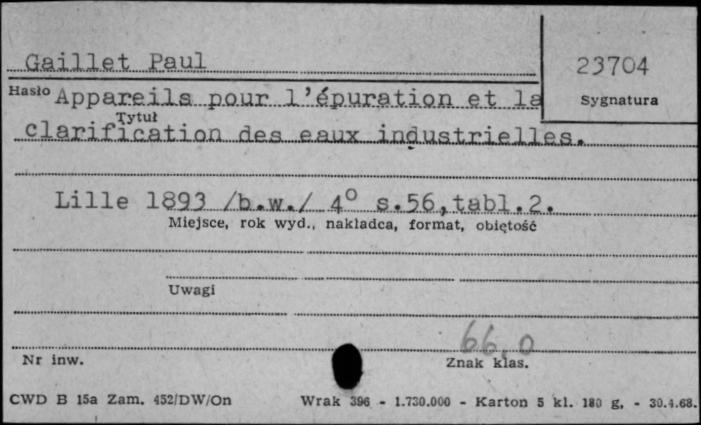 Gaillet Paul
23704
Hasło Appareils pour l'épuration et la
Sygnatura
Tytuł
clarification des eaux industrielles.
Lille 1893 /b.w./ 4° s.56,tabl.2.
Miejsce, rok wyd., nakładca, format, objętość
Uwagi
66.0
Nr inw.
Znak klas.
CWD B 15a Zam. 452/DW/On Wrak 396 - 1.730.000 - Karton 5 kl. 180 g. - 30.4.68.